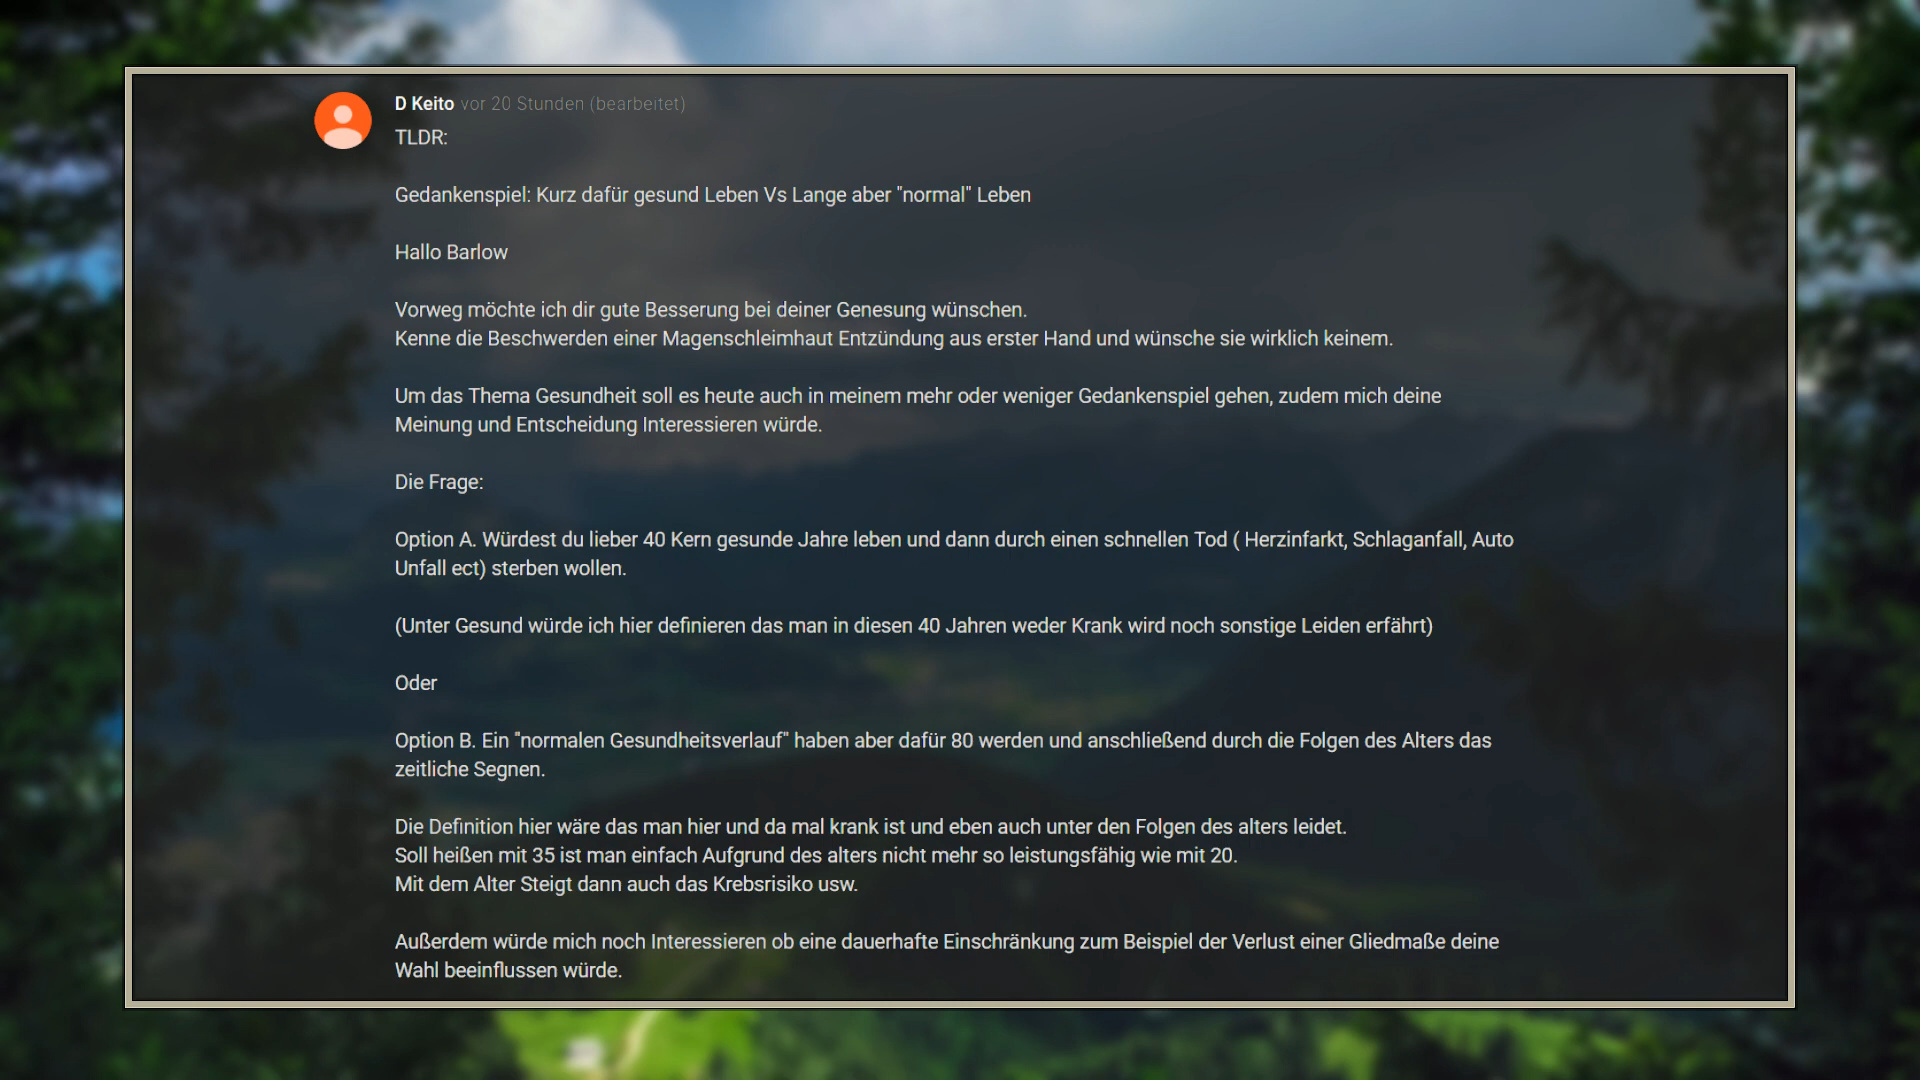 D Keito vor 20 Stunden (bearbeitet)
TLDR:
Gedankenspiel: Kurz dafür gesund Leben Vs Lange aber "normal" Leben
Hallo Barlow
Vorweg möchte ich dir gute Besserung bei deiner Genesung wünschen.
Kenne die Beschwerden einer Magenschleimhaut Entzündung aus erster Hand und wünsche sie wirklich keinem.
Um das Thema Gesundheit soll es heute auch in meinem mehr oder weniger Gedankenspiel gehen, zudem mich deine
Meinung und Entscheidung Interessieren würde.
Die Frage:
Option A. Würdest du lieber 40 Kern gesunde Jahre leben und dann durch einen schnellen Tod ( Herzinfarkt, Schlaganfall, Auto
Unfall ect) sterben wollen.
(Unter Gesund würde ich hier definieren das man in diesen 40 Jahren weder Krank wird noch sonstige Leiden erfährt)
Oder
Option B. Ein "normalen Gesundheitsverlauf" haben aber dafür 80 werden und anschließend durch die Folgen des Alters das
zeitliche Segnen.
Die Definition hier wäre das man hier und da mal krank ist und eben auch unter den Folgen des alters leidet.
Soll heißen mit 35 ist man einfach Aufgrund des alters nicht mehr so leistungsfähig wie mit 20.
Mit dem Alter Steigt dann auch das Krebsrisiko usw.
Außerdem würde mich noch Interessieren ob eine dauerhafte Einschränkung zum Beispiel der Verlust einer Gliedmaße deine
Wahl beeinflussen würde.